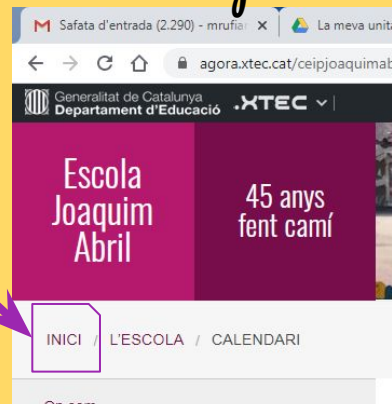 Safata d'entrada (2.290) - mrufian
La meva unita
agora.xtec.cat/ceipjoaquimab
Generalitat de Catalunya
Departament d'Educació
.XTEC
Escola
Joaquim
Abril
45 anys
fent camí
INICI / L'ESCOLA / CALENDARI